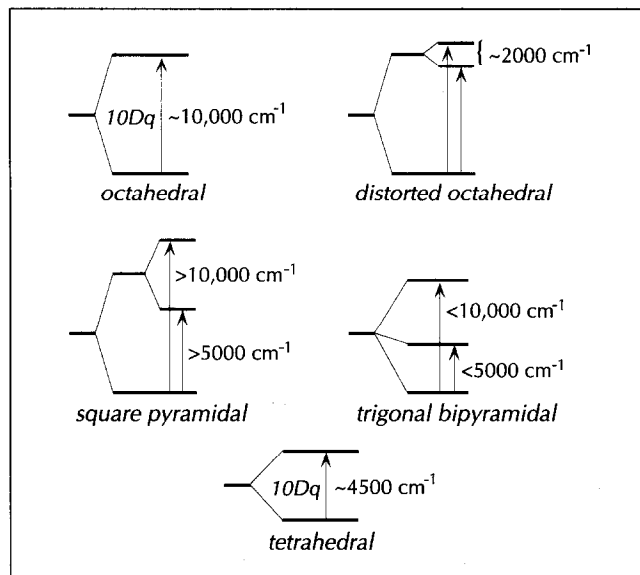 10Dq ~10,000 cm⁻¹
octahedral
~2000 cm⁻¹
distorted octahedral
>10,000 cm⁻¹
>5000 cm⁻¹
square pyramidal
<10,000 cm⁻¹
<5000 cm⁻¹
trigonal bipyramidal
10Dq ~4500 cm⁻¹
tetrahedral